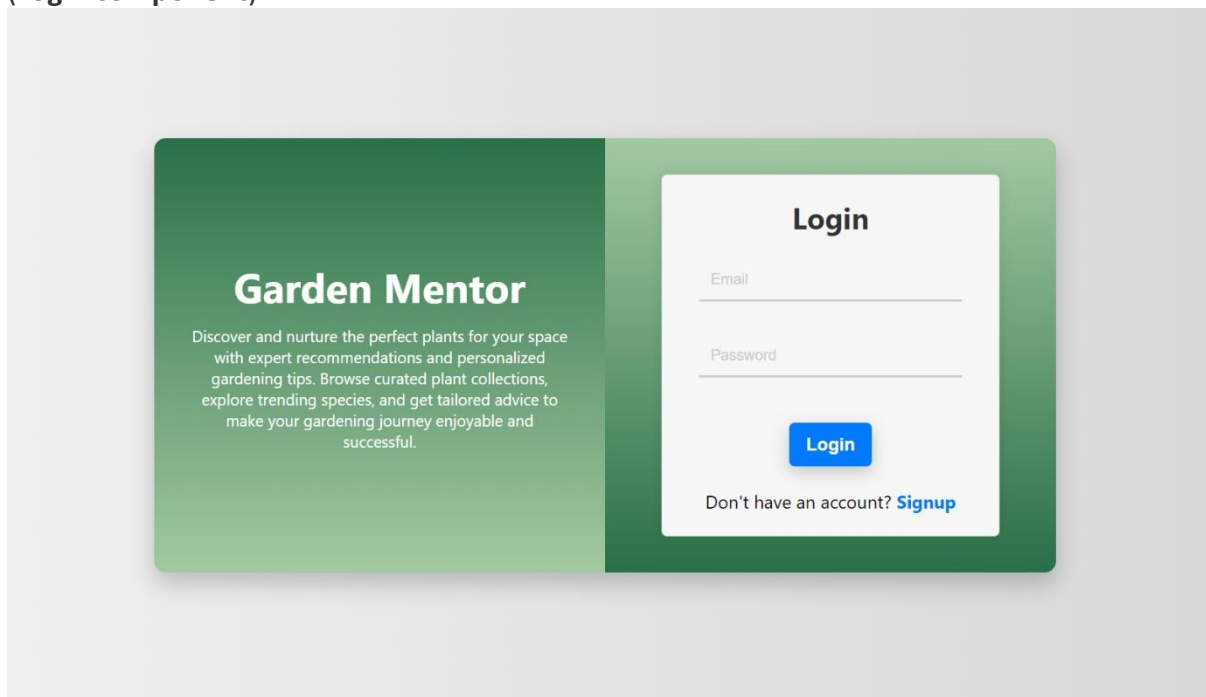 Garden Mentor
Discover and nurture the perfect plants for your space
with expert recommendations and personalized
gardening tips. Browse curated plant collections,
explore trending species, and get tailored advice to
make your gardening journey enjoyable and
successful.
Login
Email
Password
Login
Don't have an account? Signup